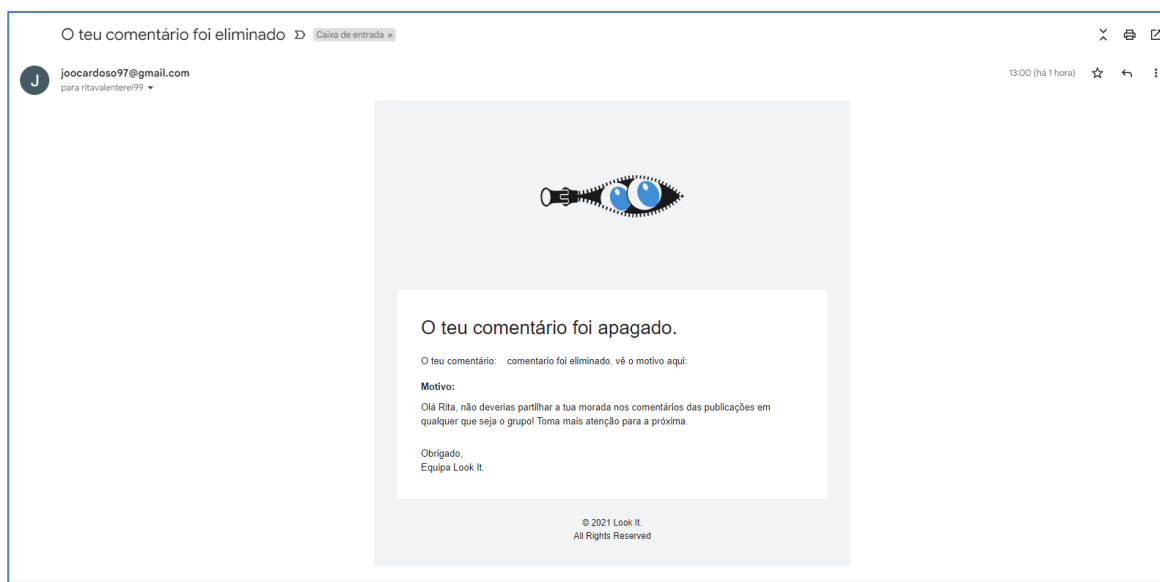 O teu comentário foi eliminado Caixa de entrada x
J
joocardoso97@gmail.com
13:00 (há 1 hora)
para ritavalenterei99
O teu comentário foi apagado.
O teu comentário: comentario foi eliminado, vê o motivo aqui:
Motivo:
Olá Rita, não deverias partilhar a tua morada nos comentários das publicações em
qualquer que seja o grupo! Toma mais atenção para a próxima.
Obrigado,
Equipa Look It.
© 2021 Look It.
All Rights Reserved